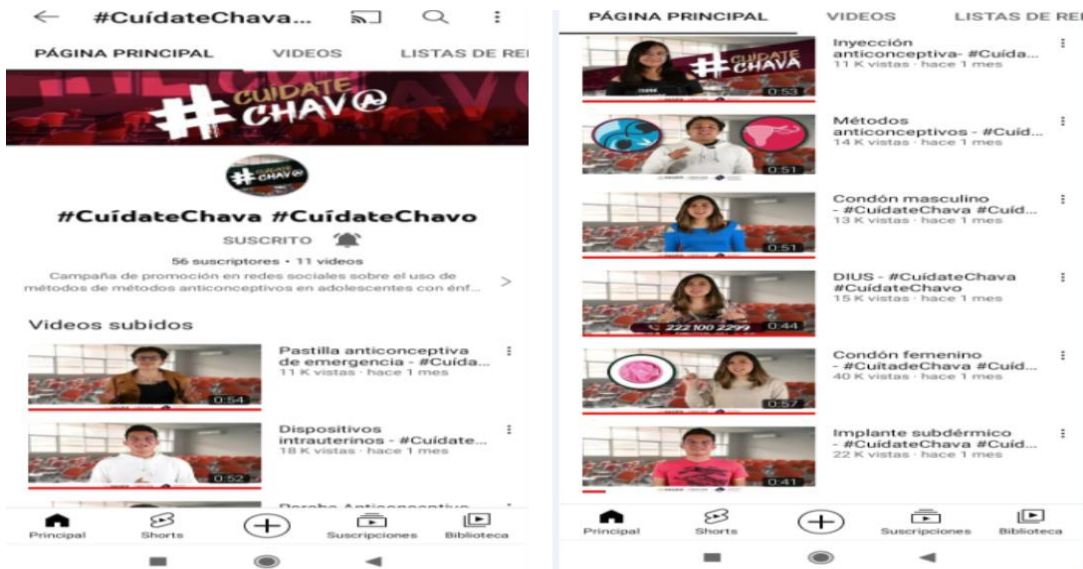 #CuídateChava...
PÁGINA PRINCIPAL VIDEOS LISTAS DE RE
#CUIDATE
CHAV@
#CUIDATE
CHAV@
#CuídateChava #CuídateChavo
SUSCRITO
56 suscriptores • 11 videos
Campaña de promoción en redes sociales sobre el uso de
métodos de métodos anticonceptivos en adolescentes con énf...
Videos subidos
Pastilla anticonceptiva
de emergencia - #Cuída...
11 K vistas · hace 1 mes
0:54
Dispositivos
intrauterinos - #Cuídate...
18 K vistas · hace 1 mes
0:52
Principal Shorts Suscripciones Biblioteca
PÁGINA PRINCIPAL VIDEOS LISTAS DE RE
Inyección
anticonceptiva- #Cuída...
11 K vistas · hace 1 mes
CHAVA
0:53
Métodos
anticonceptivos - #Cuíd...
14 K vistas · hace 1 mes
0:51
Condón masculino
- #CuídateChava #Cuíd...
13 K vistas · hace 1 mes
0:51
DIUS - #CuídateChava
#CuídateChavo
15 K vistas · hace 1 mes
222 100 2299
0:44
Condón femenino
- #CuítadeChava #Cuíd...
40 K vistas · hace 1 mes
0:57
Implante subdérmico
- #CuídateChava #Cuíd...
22 K vistas · hace 1 mes
0:41
Principal Shorts Suscripciones Biblioteca